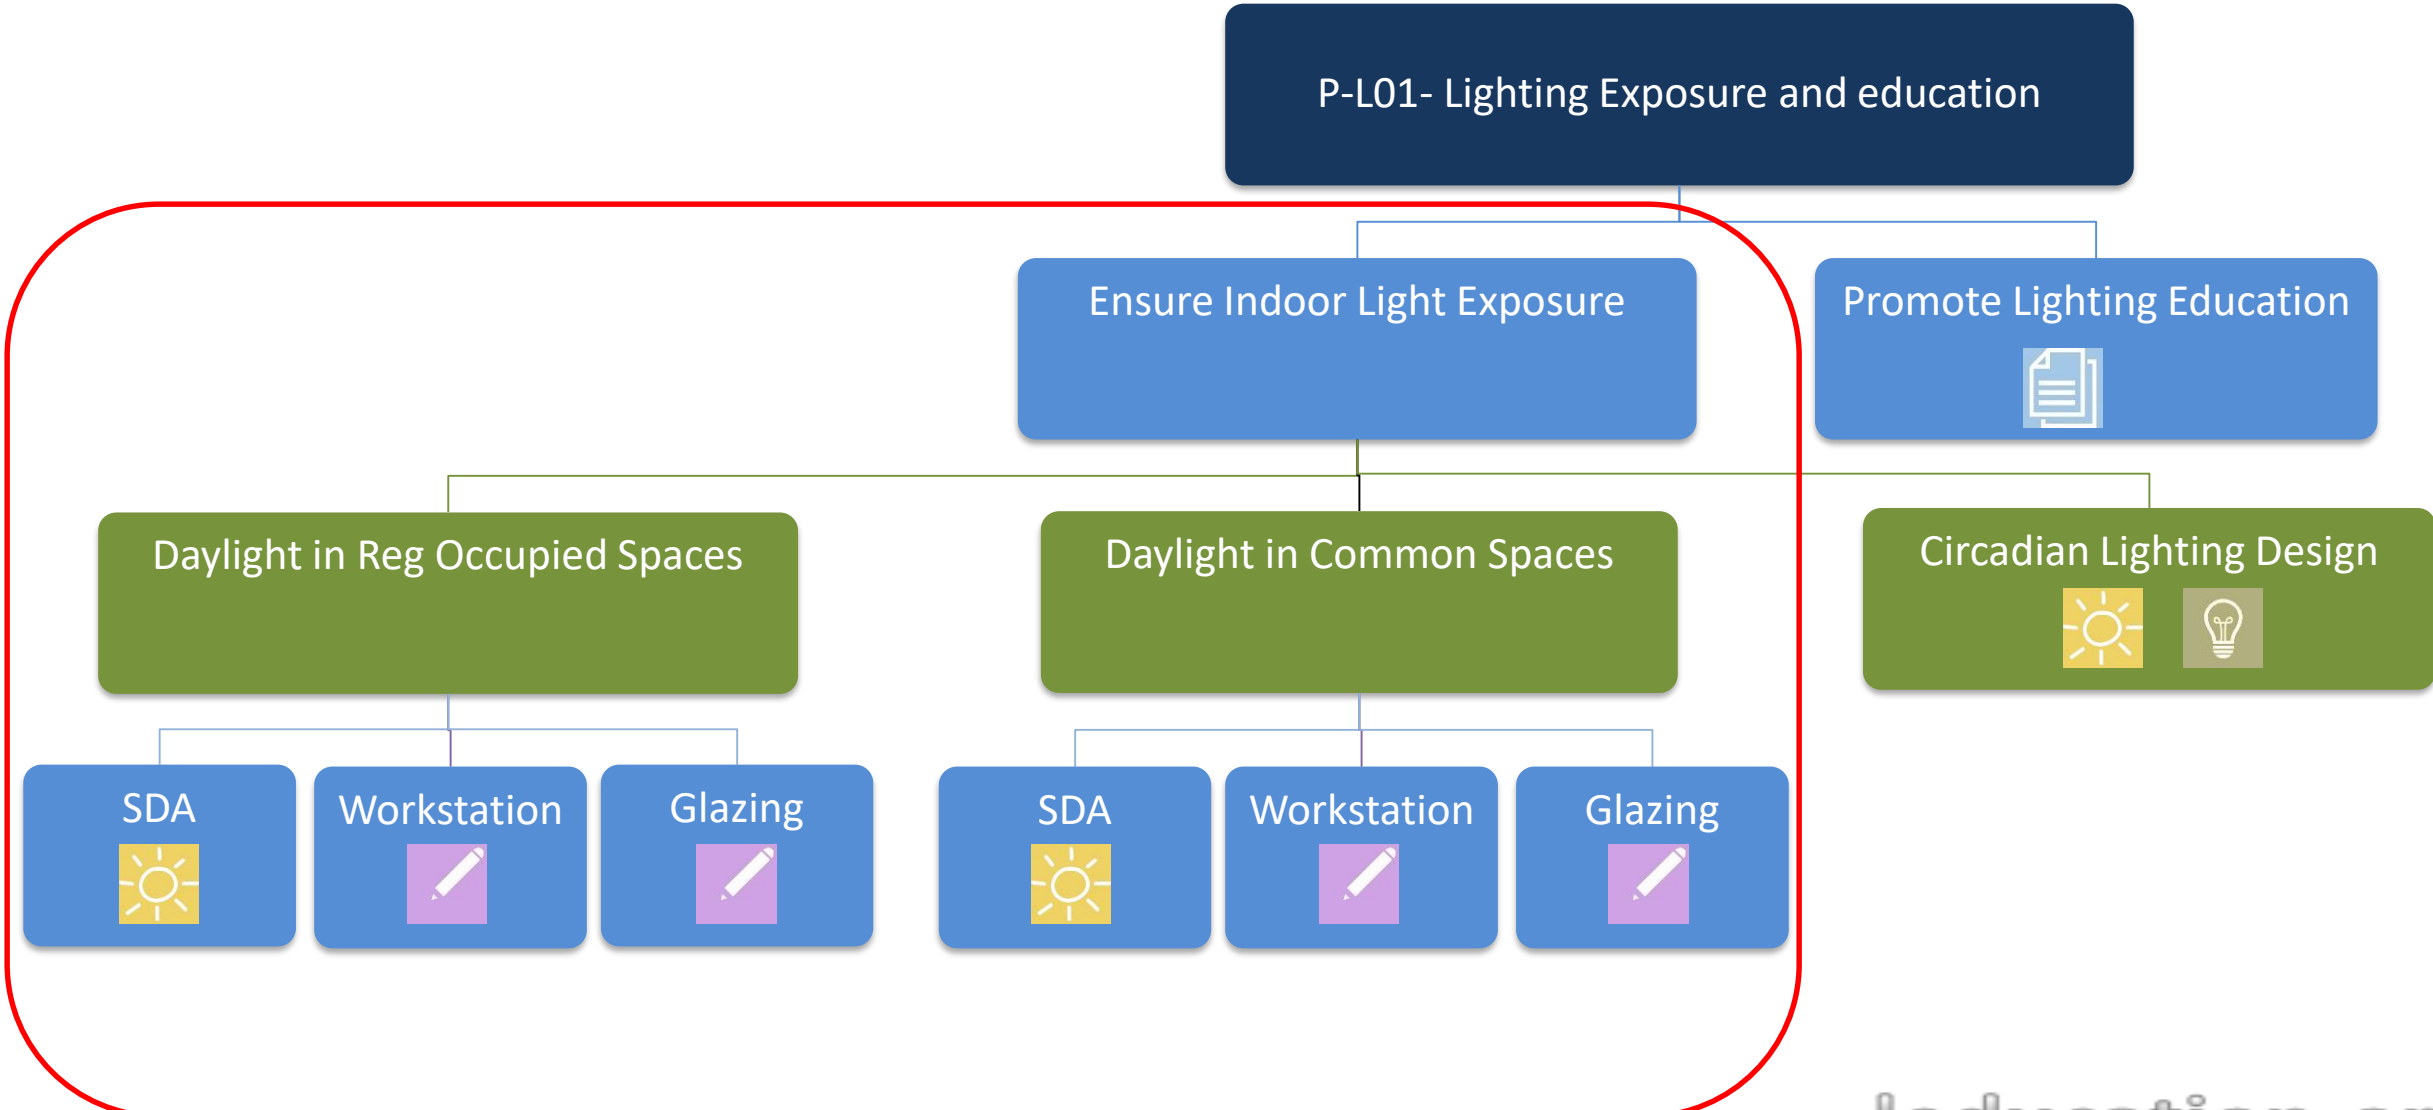 P-L01- Lighting Exposure and education
Ensure Indoor Light Exposure
Promote Lighting Education
Daylight in Reg Occupied Spaces
Daylight in Common Spaces
Circadian Lighting Design
SDA
Workstation
Glazing
SDA
Workstation
Glazing